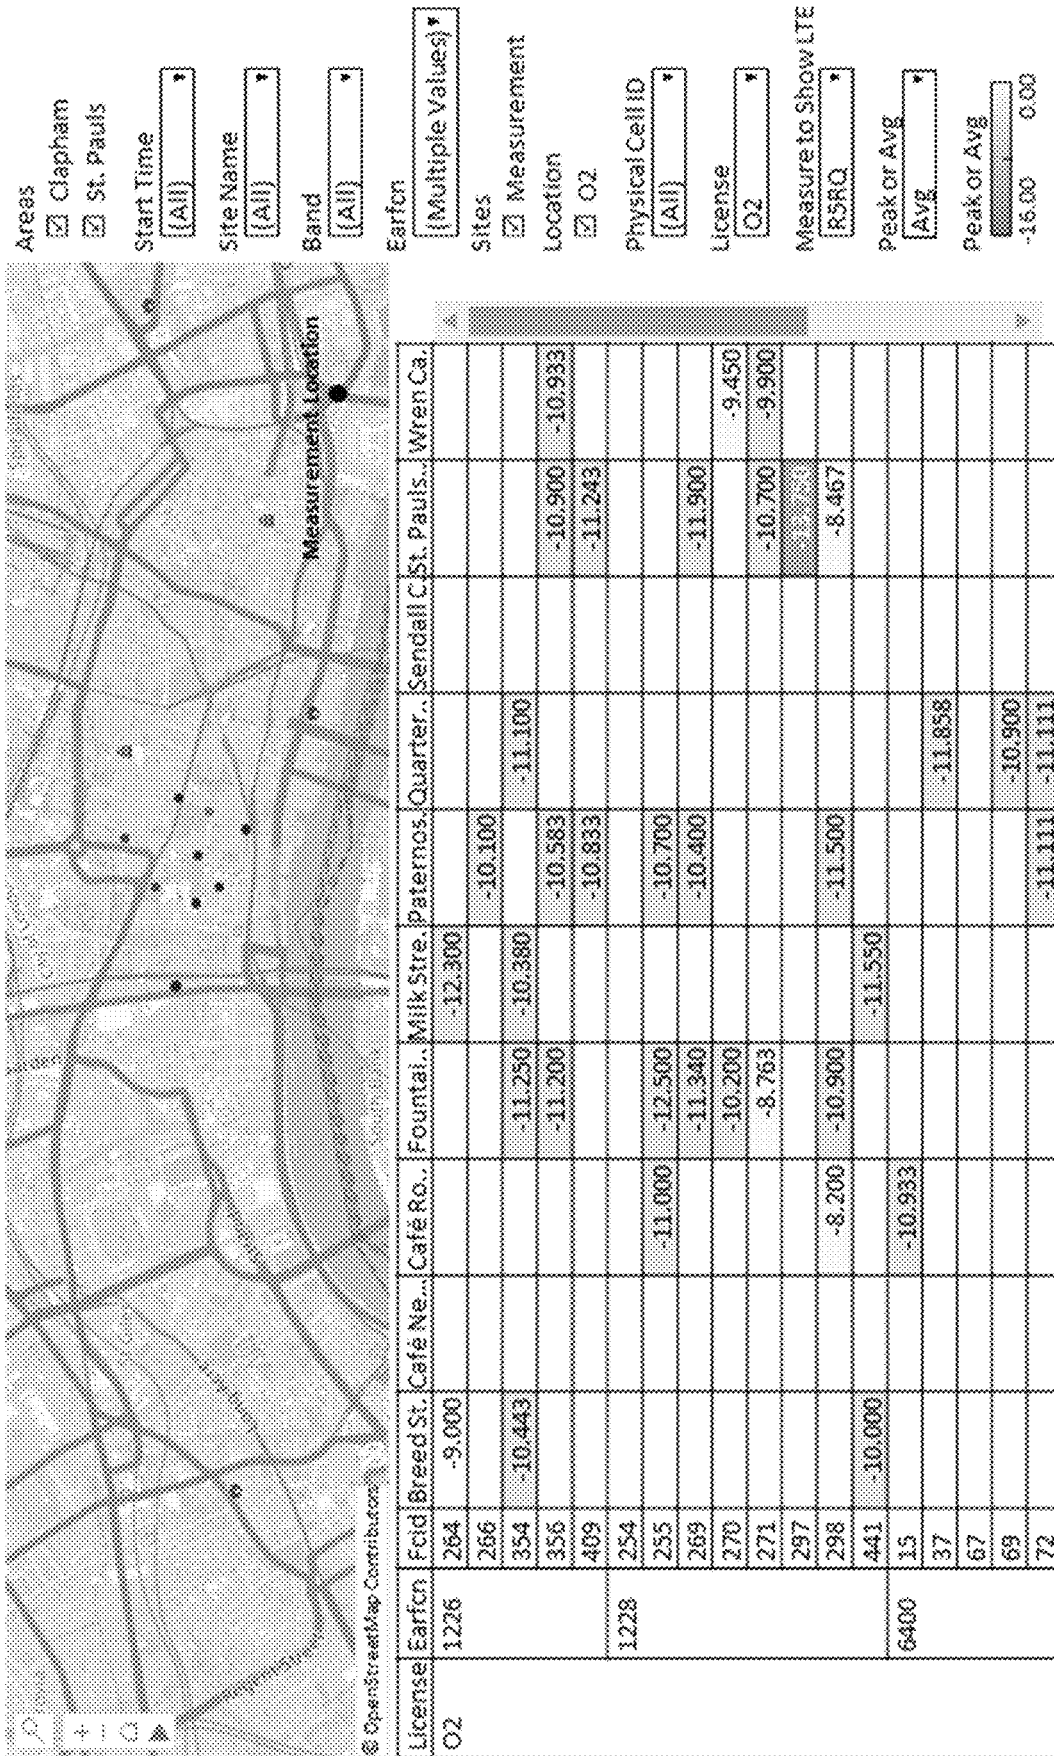 Measurement Location
© OpenStreetMap Contributors
Areas
☑ Clapham
☑ St. Pauls
Start Time
(All)
Site Name
(All)
Band
(All)
Earfcn
(Multiple Values)
Sites
☑ Measurement
Location
☑ O2
Physical Cell ID
(All)
License
O2
Measure to Show LTE
RSRQ
Peak or Avg
Avg
Peak or Avg
-16.00 0.00
License Earfcn Fcid Breed St. Café Ne... Café Ro.. Fountai.. Milk Stre. Paternos. Quarter.. Sendall C. St. Pauls.. Wren Ca.
O2 1226 264 -9.000 -12.300
266 -10.100
354 -10.443 -11.250 -10.380 -11.100
356 -11.200 -10.583 -10.900 -10.933
409 -10.833 -11.243
1228 254
255 -11.000 -12.500 -10.700
269 -11.340 -10.400 -11.900
270 -10.200 -9.450
271 -8.763 -10.700 -9.900
297
298 -8.200 -10.900 -11.500 -8.467
441 -10.000 -11.550
6400 15 -10.933
37 -11.858
67
69 -10.900
72 -11.111 -11.111